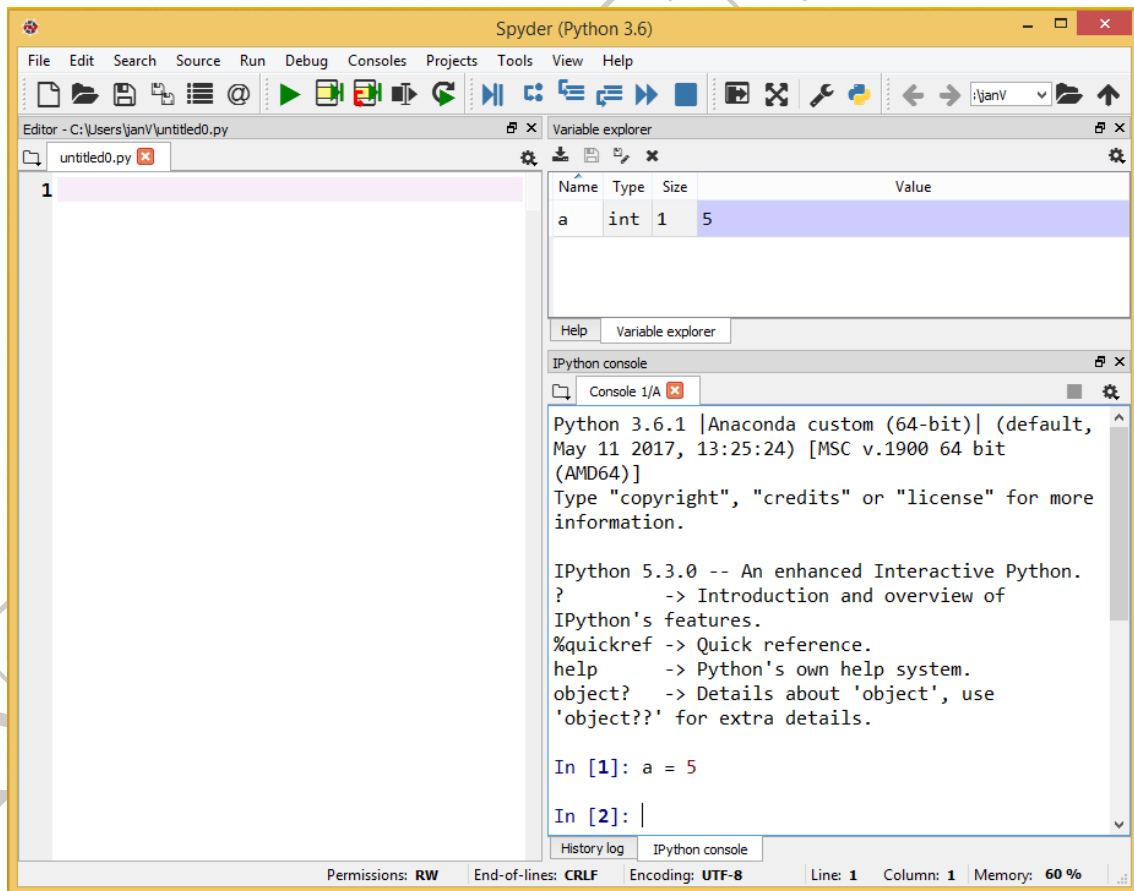 Spyder (Python 3.6)
File Edit Search Source Run Debug Consoles Projects Tools View Help
:\janV
Editor - C:\Users\janV\untitled0.py
untitled0.py
1
Variable explorer
Name Type Size Value
a int 1 5
Help Variable explorer
IPython console
Console 1/A
Python 3.6.1 |Anaconda custom (64-bit)| (default,
May 11 2017, 13:25:24) [MSC v.1900 64 bit
(AMD64)]
Type "copyright", "credits" or "license" for more
information.
IPython 5.3.0 -- An enhanced Interactive Python.
?         -> Introduction and overview of
IPython's features.
%quickref -> Quick reference.
help      -> Python's own help system.
object?   -> Details about 'object', use
'object??' for extra details.
In [1]: a = 5
In [2]:
History log IPython console
Permissions: RW End-of-lines: CRLF Encoding: UTF-8 Line: 1 Column: 1 Memory: 60 %